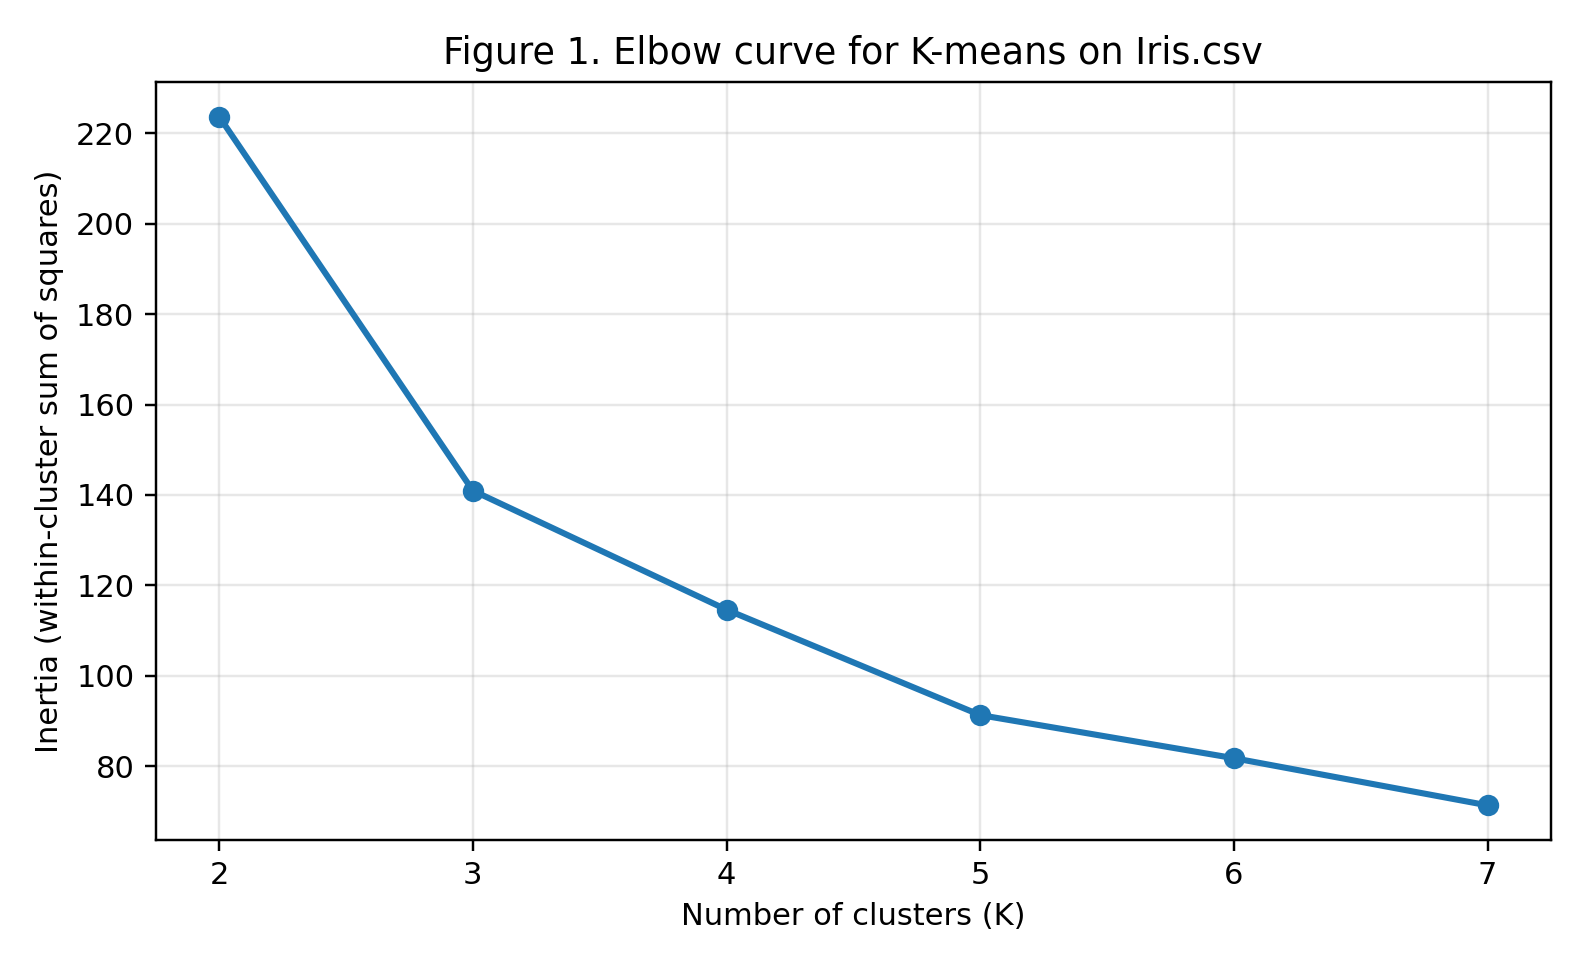 Figure 1. Elbow curve for K-means on Iris.csv
Inertia (within-cluster sum of squares)
220
200
180
160
140
120
100
80
2 3 4 5 6 7
Number of clusters (K)